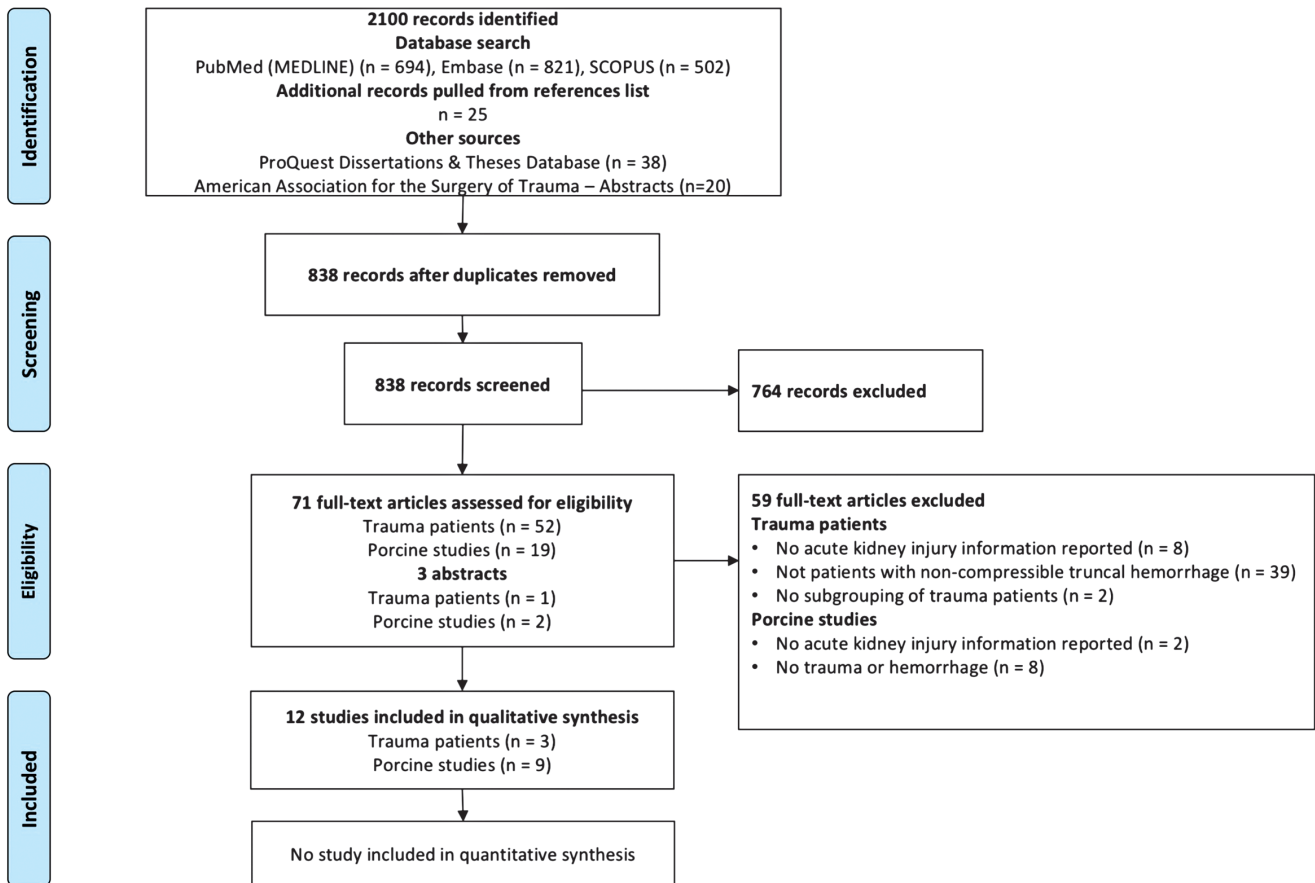 Identification
2100 records identified
Database search
PubMed (MEDLINE) (n = 694), Embase (n = 821), SCOPUS (n = 502)
Additional records pulled from references list
n = 25
Other sources
ProQuest Dissertations & Theses Database (n = 38)
American Association for the Surgery of Trauma – Abstracts (n=20)
Screening
838 records after duplicates removed
838 records screened
764 records excluded
Eligibility
71 full-text articles assessed for eligibility
Trauma patients (n = 52)
Porcine studies (n = 19)
3 abstracts
Trauma patients (n = 1)
Porcine studies (n = 2)
59 full-text articles excluded
Trauma patients
• No acute kidney injury information reported (n = 8)
• Not patients with non-compressible truncal hemorrhage (n = 39)
• No subgrouping of trauma patients (n = 2)
Porcine studies
• No acute kidney injury information reported (n = 2)
• No trauma or hemorrhage (n = 8)
Included
12 studies included in qualitative synthesis
Trauma patients (n = 3)
Porcine studies (n = 9)
No study included in quantitative synthesis